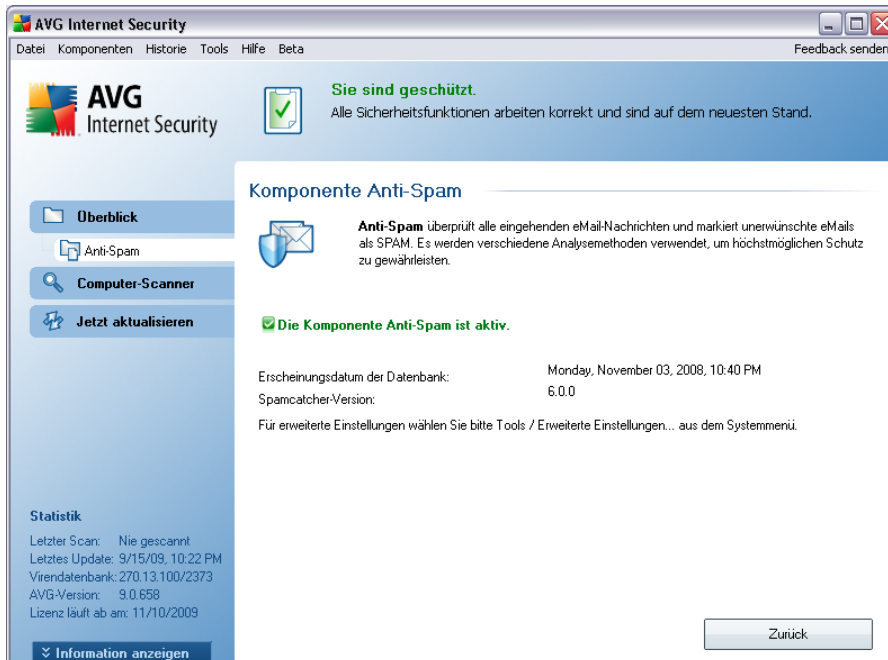 AVG Internet Security
Datei Komponenten Historie Tools Hilfe Beta Feedback senden
AVG
Internet Security
Sie sind geschützt.
Alle Sicherheitsfunktionen arbeiten korrekt und sind auf dem neuesten Stand.
Überblick
Anti-Spam
Computer-Scanner
Jetzt aktualisieren
Komponente Anti-Spam
Anti-Spam überprüft alle eingehenden eMail-Nachrichten und markiert unerwünschte eMails
als SPAM. Es werden verschiedene Analysemethoden verwendet, um höchstmöglichen Schutz
zu gewährleisten.
Die Komponente Anti-Spam ist aktiv.
Erscheinungsdatum der Datenbank: Monday, November 03, 2008, 10:40 PM
Spamcatcher-Version: 6.0.0
Für erweiterte Einstellungen wählen Sie bitte Tools / Erweiterte Einstellungen... aus dem Systemmenü.
Statistik
Letzter Scan: Nie gescannt
Letztes Update: 9/15/09, 10:22 PM
Virendatenbank: 270.13.100/2373
AVG-Version: 9.0.658
Lizenz läuft ab am: 11/10/2009
Information anzeigen
Zurück